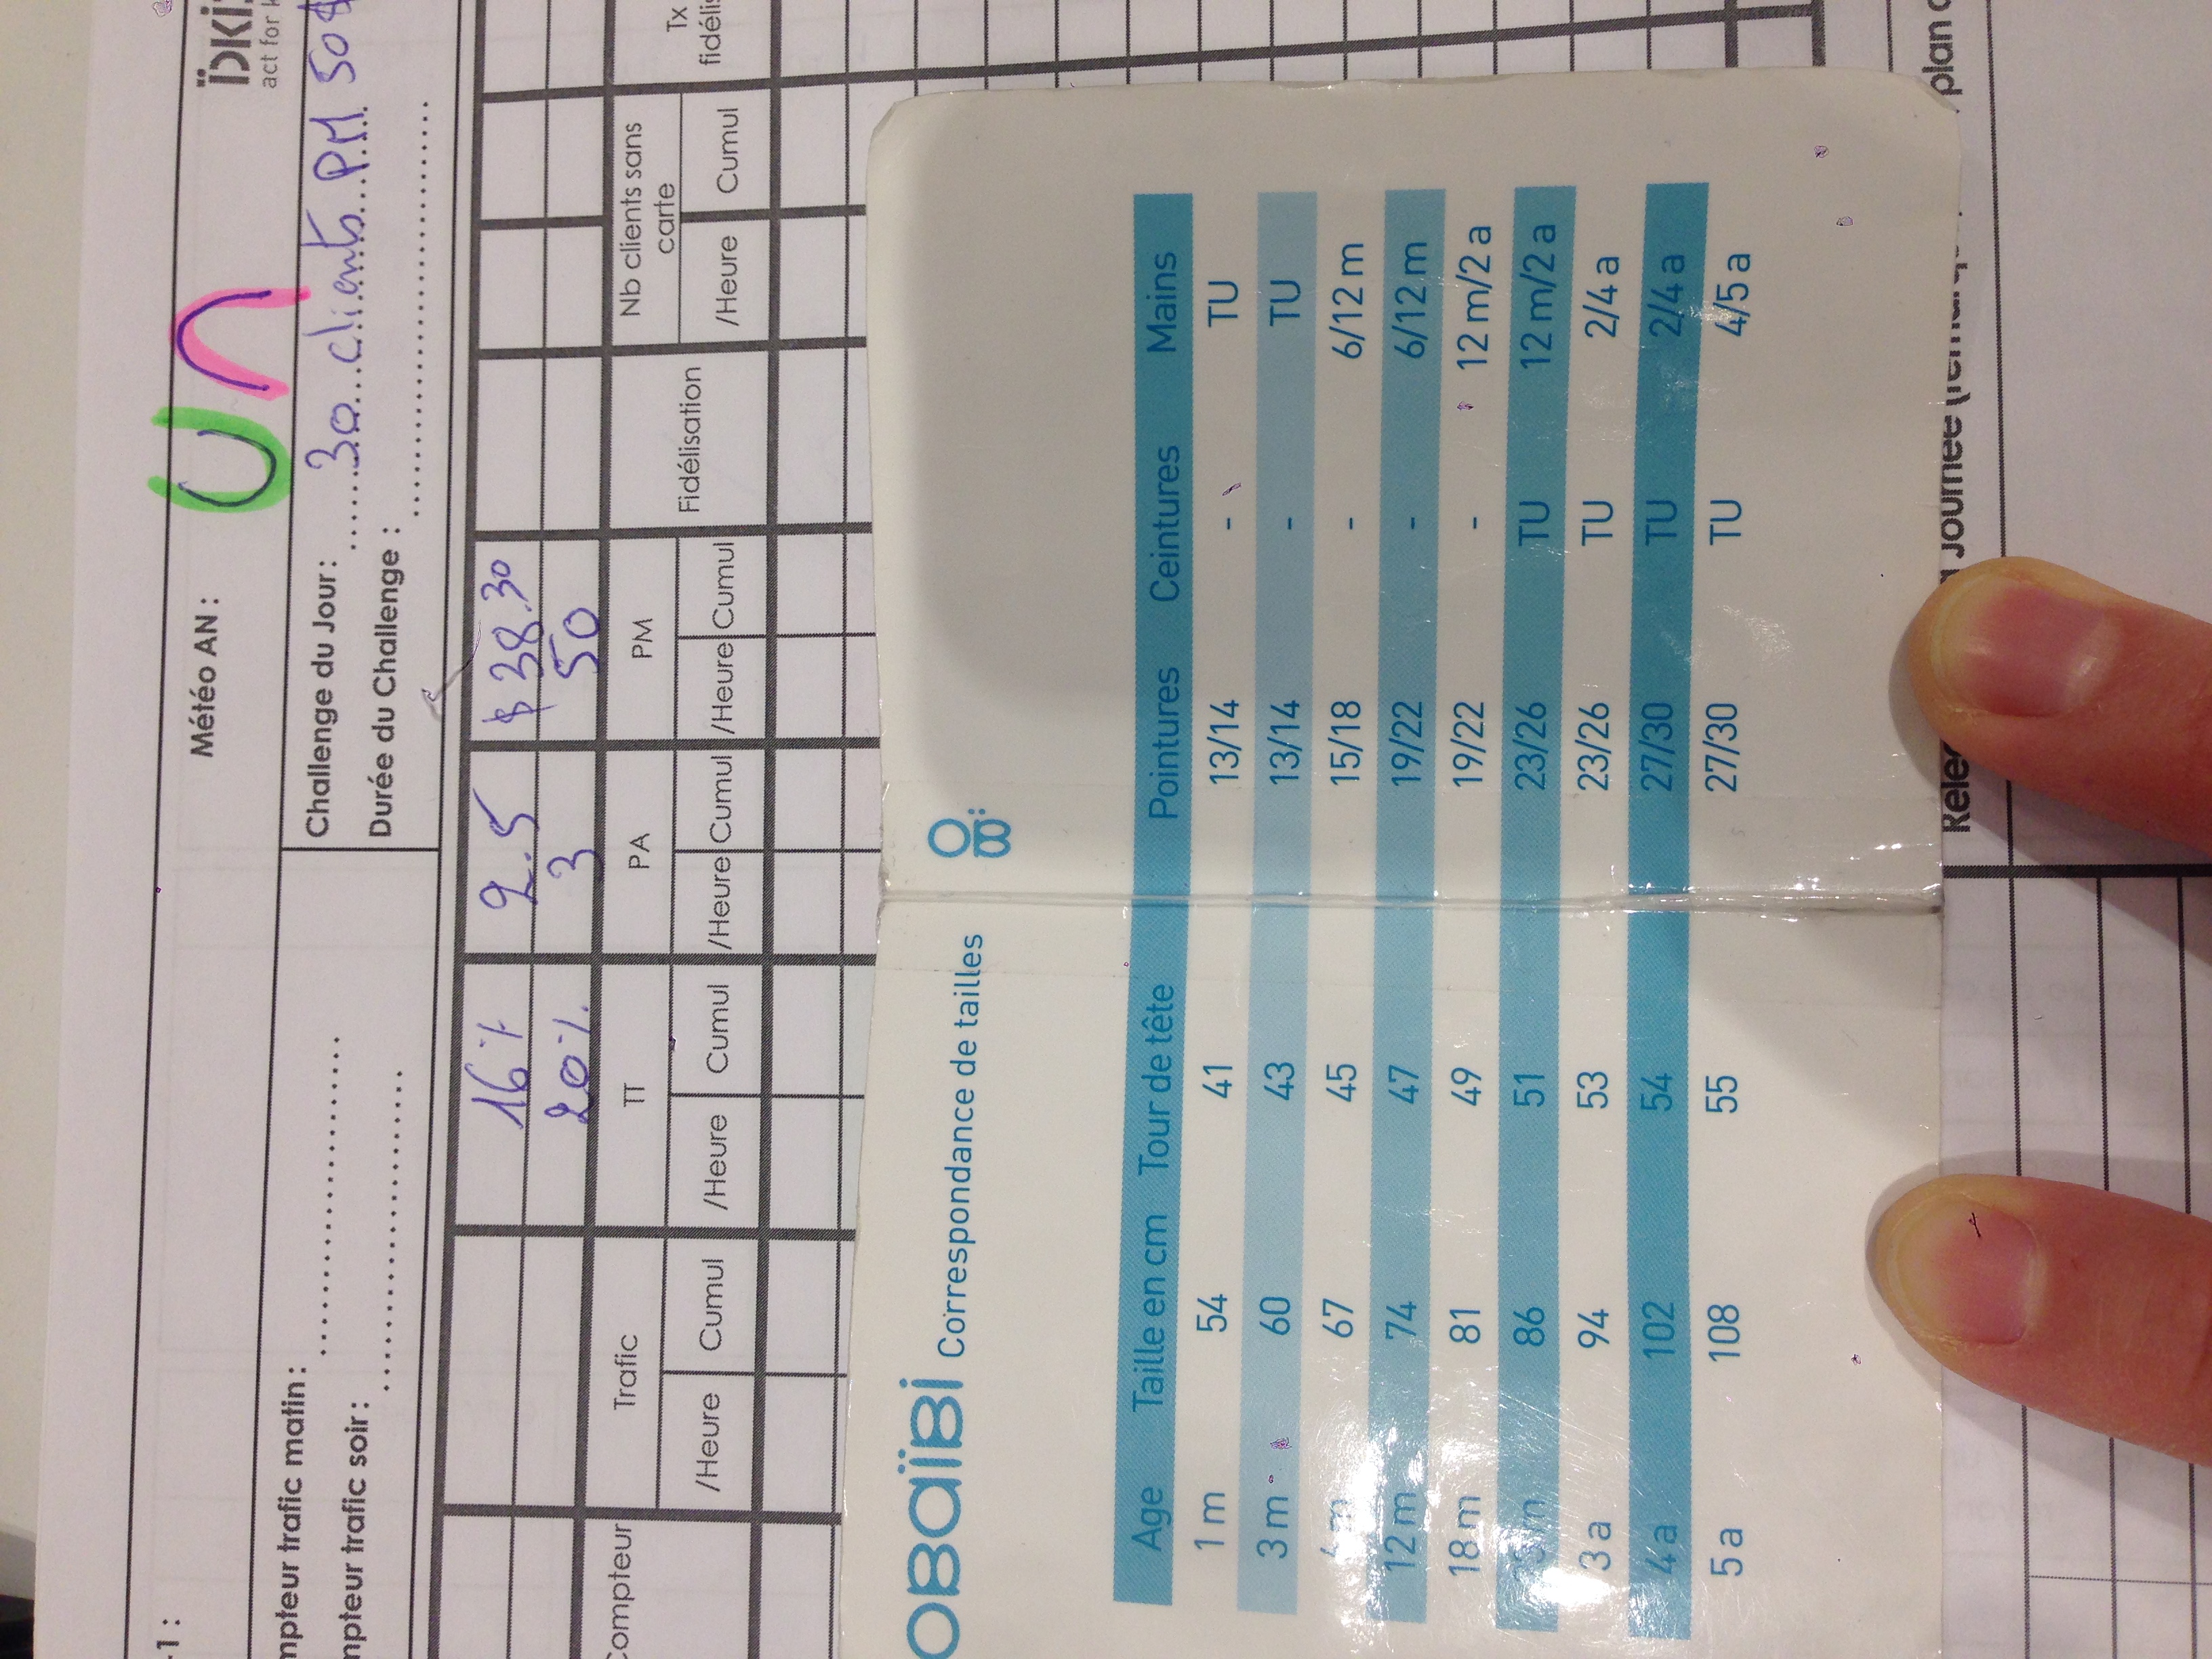 -1 :
Météo AN : Un
ÏDKI
act for k
mpteur trafic matin :
Challenge du Jour : 30 clients PM 50$
mpteur trafic soir :
Durée du Challenge :
16% 2.5 $38.30
20% 3 50
Compteur Trafic TT PA PM Fidélisation Nb clients sans carte Tx fidélis
/Heure Cumul /Heure Cumul /Heure Cumul /Heure Cumul /Heure Cumul
OBAÏBI Correspondance de tailles OB:
Age Taille en cm Tour de tête Pointures Ceintures Mains
1 m 54 41 13/14 - TU
3 m 60 43 13/14 - TU
m 67 45 15/18 - 6/12 m
12 m 74 47 19/22 - 6/12 m
18 m 81 49 19/22 - 12 m/2 a
m 86 51 23/26 TU 12 m/2 a
3 a 94 53 23/26 TU 2/4 a
4 a 102 54 27/30 TU 2/4 a
5 a 108 55 27/30 TU 4/5 a
Journée plan